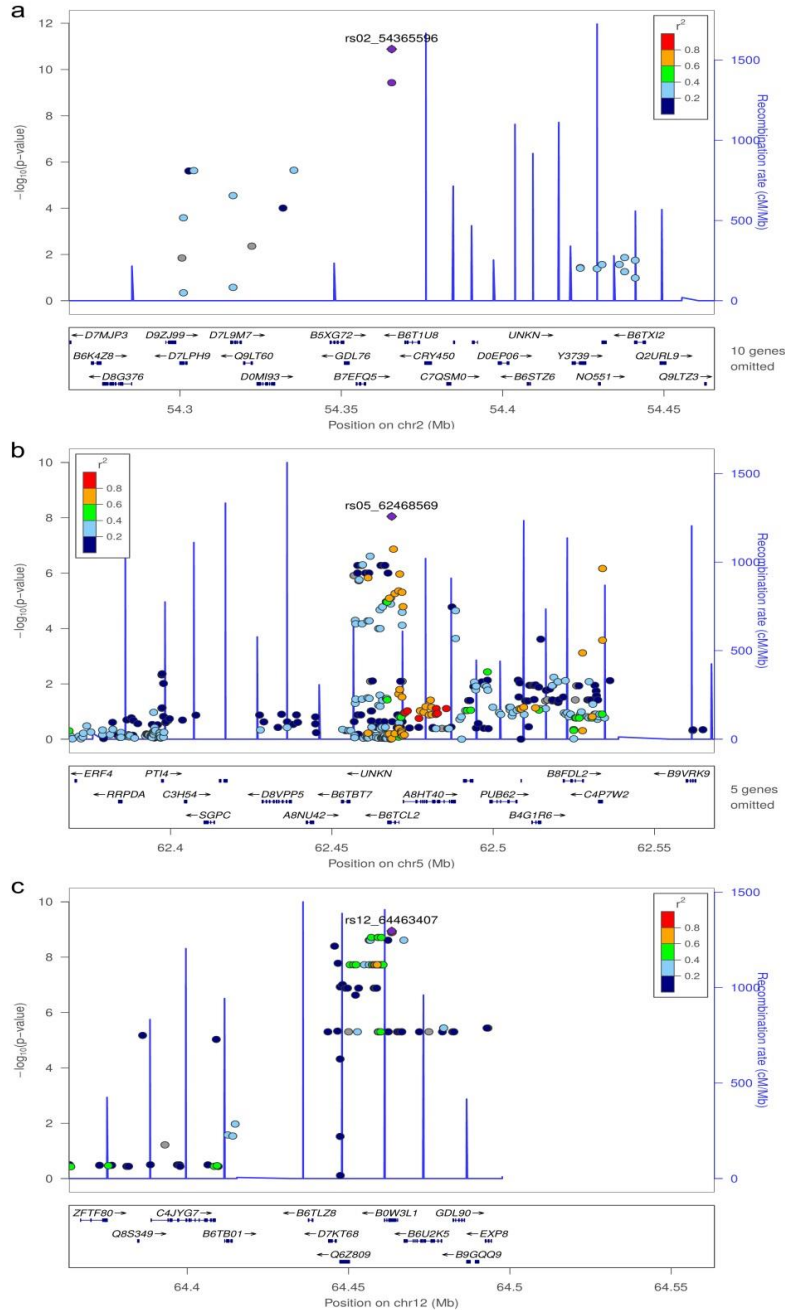 a
rs02_54365596
12
10
8
6
4
2
0
−log10(p-value)
1500
1000
500
0
Recombination rate (cM/Mb)
r2
0.8
0.6
0.4
0.2
←D7MJP3 D9ZJ99→ D7L9M7→ B5XG72→ ←B6T1U8 UNKN→ ←B6TXI2
B6K4Z8→ ←D7LPH9 ←Q9LT60 ←GDL76 ←CRY450 D0EP06→ Y3739→ Q2URL9→
←D8G376 D0MI93→ B7EFQ5→ C7QSM0→ ←B6STZ6 NO551→ Q9LTZ3→
10 genes
omitted
54.3 54.35 54.4 54.45
Position on chr2 (Mb)
b
r2
0.8
0.6
0.4
0.2
rs05_62468569
10
8
6
4
2
0
−log10(p-value)
1500
1000
500
0
Recombination rate (cM/Mb)
←ERF4 PTI4→ ←UNKN B8FDL2→ ←B9VRK9
←RRPDA C3H54→ ←D8VPP5 ←B6TBT7 A8HT40→ PUB62→ ←C4P7W2
←SGPC A8NU42→ ←B6TCL2 B4G1R6→
5 genes
omitted
62.4 62.45 62.5 62.55
Position on chr5 (Mb)
c
rs12_64463407
10
8
6
4
2
0
−log10(p-value)
1500
1000
500
0
Recombination rate (cM/Mb)
r2
0.8
0.6
0.4
0.2
ZFTF80→ C4JYG7→ ←B6TLZ8 ←B0W3L1 GDL90→
Q8S349→ ←B6TB01 ←D7KT68 ←B6U2K5 ←EXP8
←Q6Z809 ←B9GQQ9
64.4 64.45 64.5 64.55
Position on chr12 (Mb)